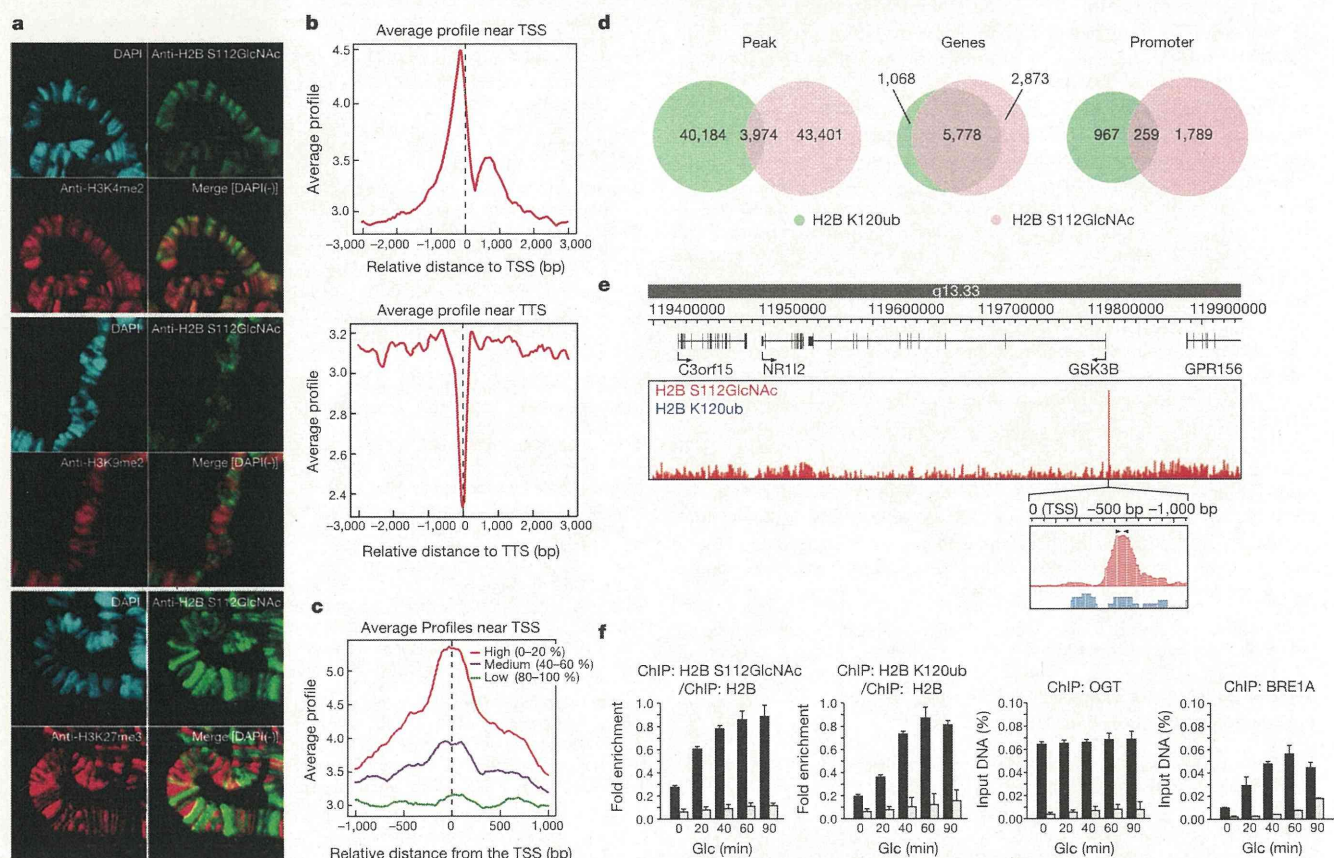 a
DAPI
Anti-H2B S112GlcNAc
Anti-H3K4me2
Merge [DAPI(-)]
DAPI
Anti-H2B S112GlcNAc
Anti-H3K9me2
Merge [DAPI(-)]
DAPI
Anti-H2B S112GlcNAc
Anti-H3K27me3
Merge [DAPI(-)]
b
Average profile near TSS
Average profile
4.5
4.0
3.5
3.0
−3,000 −2,000 −1,000 0 1,000 2,000 3,000
Relative distance to TSS (bp)
Average profile near TTS
Average profile
3.2
3.0
2.8
2.6
2.4
−3,000 −2,000 −1,000 0 1,000 2,000 3,000
Relative distance to TTS (bp)
c
Average Profiles near TSS
High (0–20 %)
Medium (40–60 %)
Low (80–100 %)
Average profile
5.0
4.5
4.0
3.5
3.0
−1,000 −500 0 500 1,000
Relative distance from the TSS (bp)
d
Peak
Genes
Promoter
40,184 3,974 43,401
1,068
5,778
2,873
967 259 1,789
H2B K120ub
H2B S112GlcNAc
e
q13.33
119400000 119500000 119600000 119700000 119800000 119900000
C3orf15 NR1I2 GSK3B GPR156
H2B S112GlcNAc
H2B K120ub
0 (TSS) −500 bp −1,000 bp
f
ChIP: H2B S112GlcNAc
/ChIP: H2B
Fold enrichment
1.0
0.8
0.6
0.4
0.2
0
0 20 40 60 90
Glc (min)
ChIP: H2B K120ub
/ChIP: H2B
Fold enrichment
1.0
0.8
0.6
0.4
0.2
0
0 20 40 60 90
Glc (min)
ChIP: OGT
Input DNA (%)
0.10
0.08
0.06
0.04
0.02
0.00
0 20 40 60 90
Glc (min)
ChIP: BRE1A
Input DNA (%)
0.10
0.08
0.06
0.04
0.02
0.00
0 20 40 60 90
Glc (min)